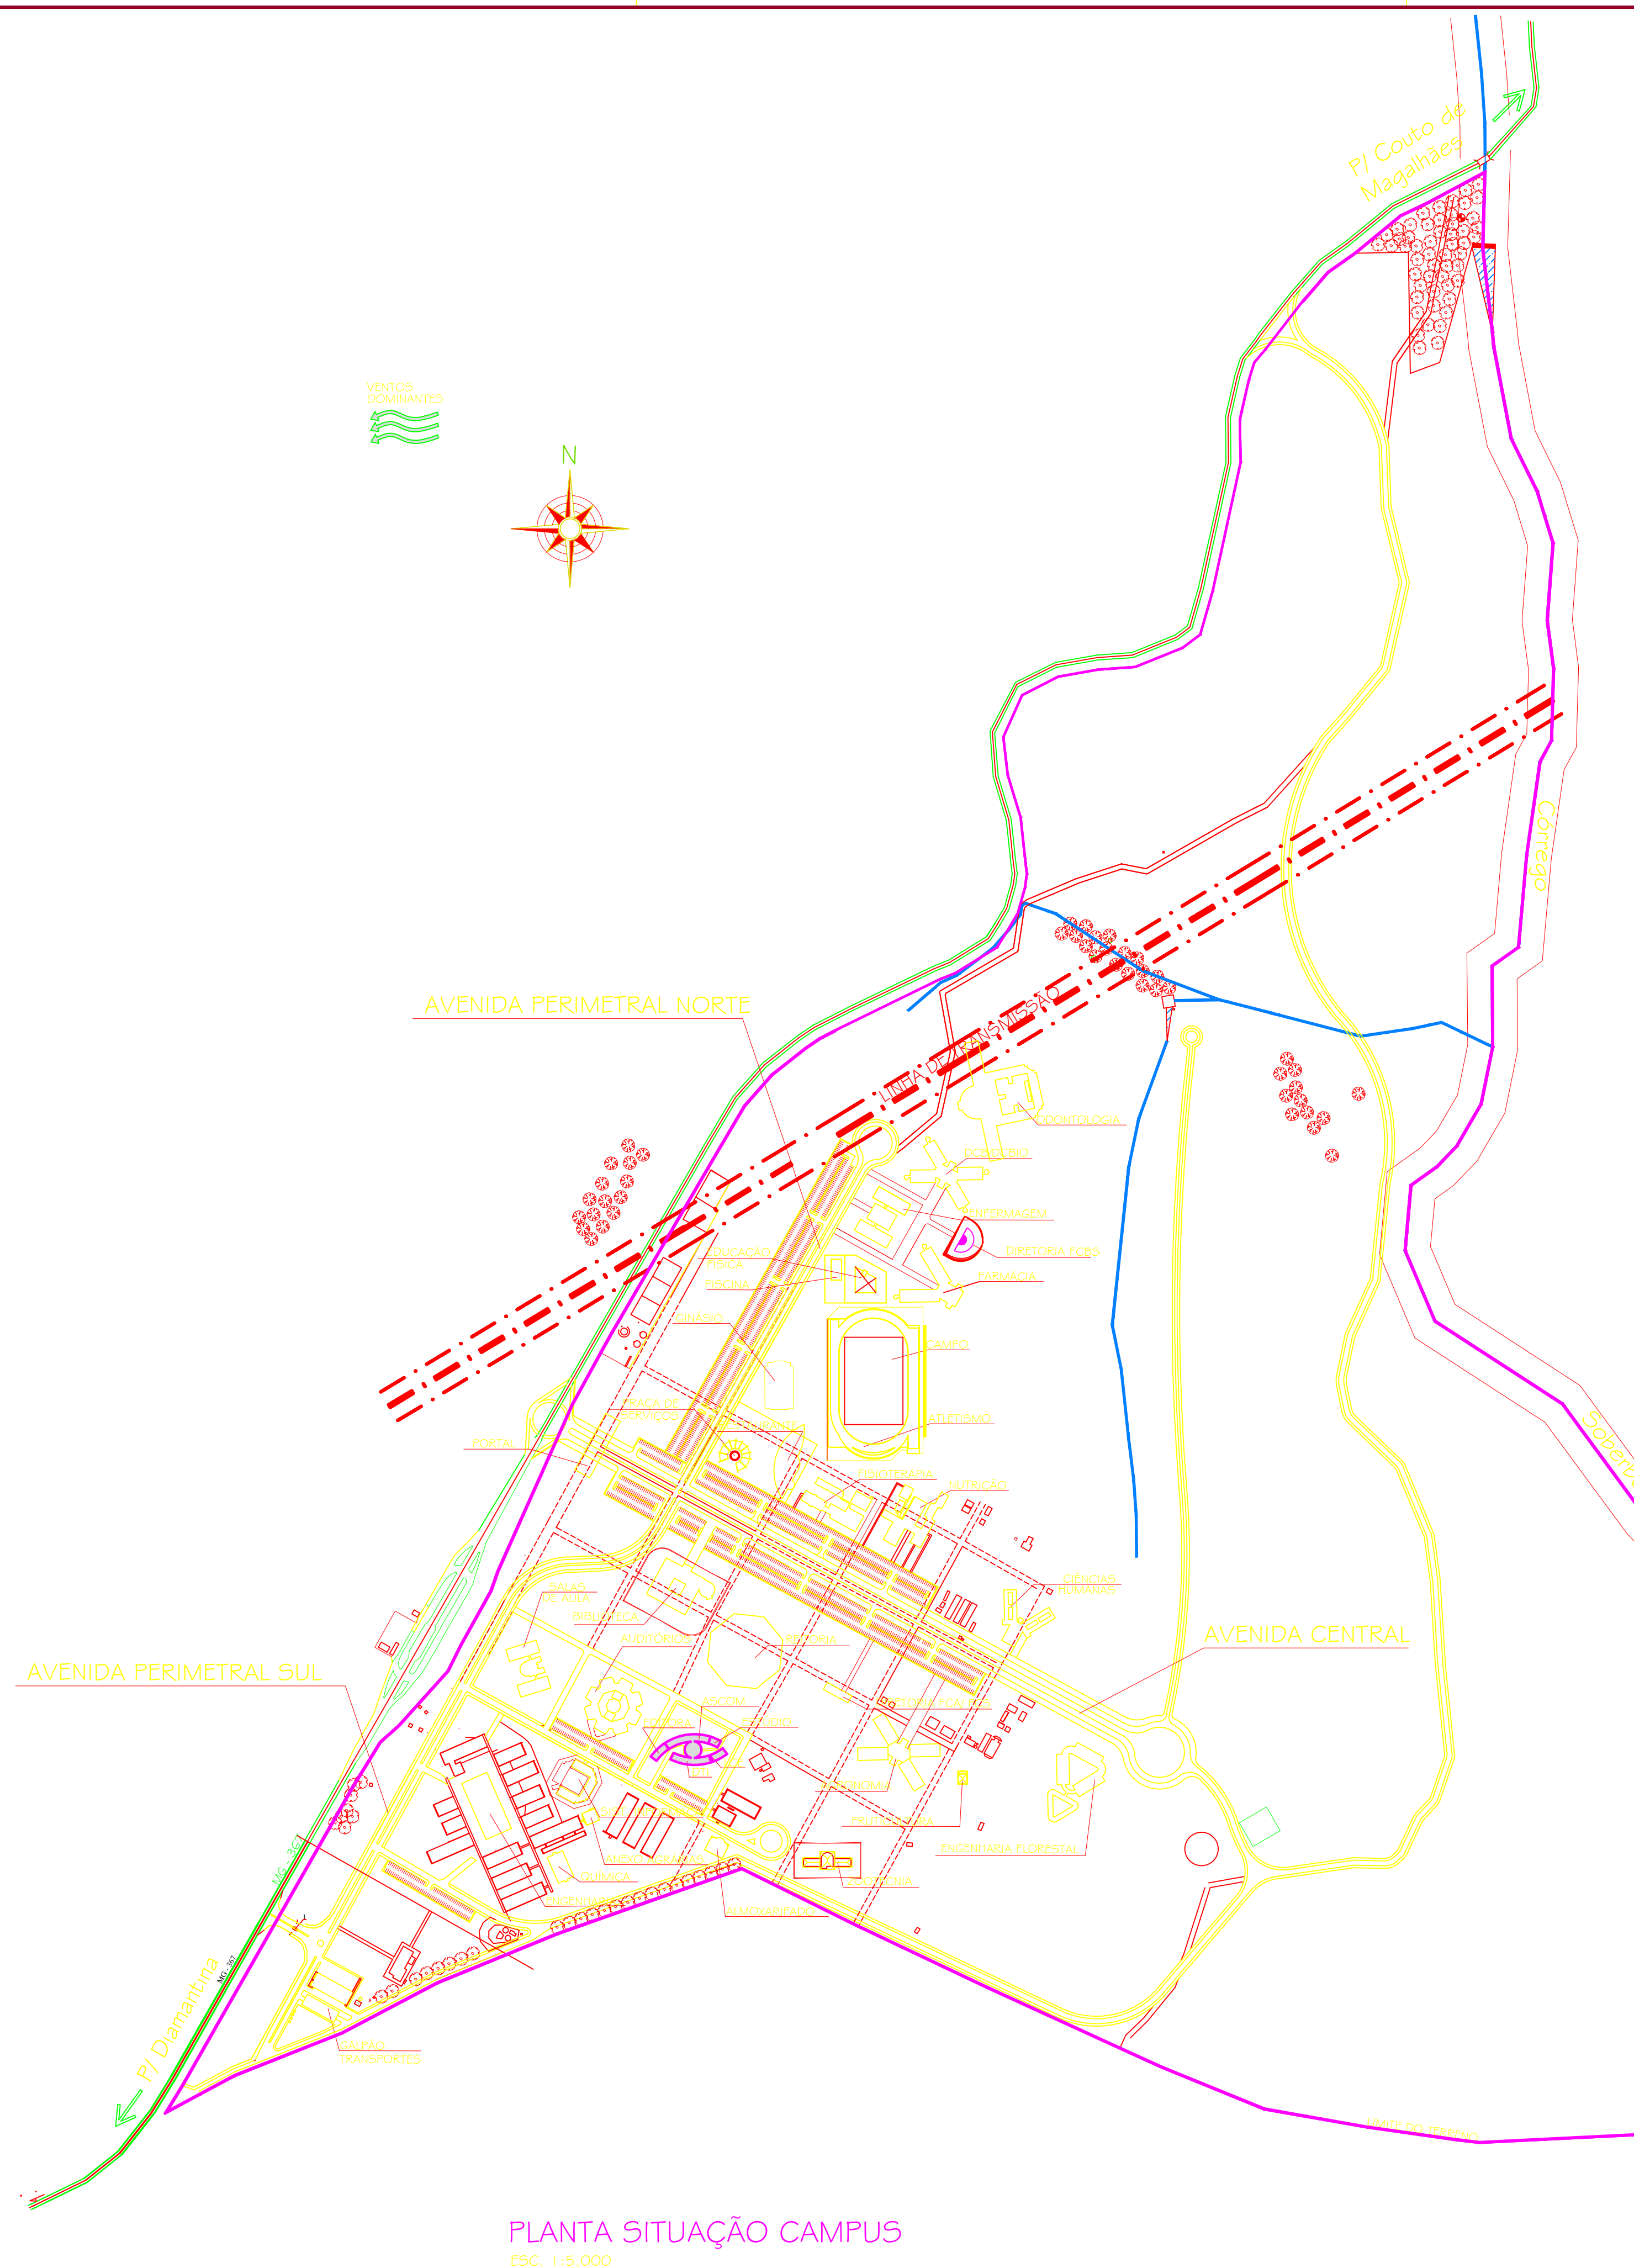 P/ Couto de
Magalhães
VENTOS
DOMINANTES
N
Córrego
AVENIDA PERIMETRAL NORTE
LINHA DE TRANSMISSÃO
ODONTOLOGIA
ENFERMAGEM
DIRETORIA FCBS
EDUCAÇÃO
FÍSICA
FARMÁCIA
PISCINA
GINÁSIO
CAMPO
PRAÇA DE
SERVIÇOS
ATLETISMO
PORTAL
FISIOTERAPIA
NUTRIÇÃO
CIÊNCIAS
HUMANAS
SALAS
DE AULA
BIBLIOTECA
AUDITÓRIOS
REITORIA
AVENIDA CENTRAL
AVENIDA PERIMETRAL SUL
ASCOM
AGRONOMIA
FRUTICULTURA
ENGENHARIA FLORESTAL
QUÍMICA
ZOOTECNIA
ALMOXARIFADO
MG - 367
MG - 367
P/ Diamantina
GALPÃO
TRANSPORTES
LIMITE DO TERRENO
PLANTA SITUAÇÃO CAMPUS
ESC. 1:5.000